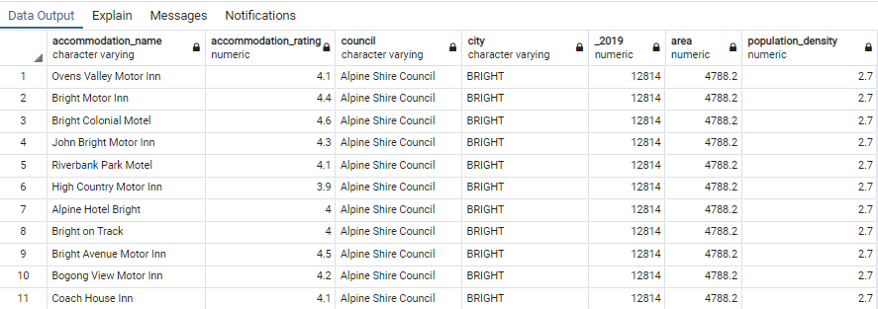 Data Output Explain Messages Notifications
accommodation_name accommodation_rating council city _2019 area population_density
character varying numeric character varying character varying numeric numeric numeric
1 Ovens Valley Motor Inn 4.1 Alpine Shire Council BRIGHT 12814 4788.2 2.7
2 Bright Motor Inn 4.4 Alpine Shire Council BRIGHT 12814 4788.2 2.7
3 Bright Colonial Motel 4.6 Alpine Shire Council BRIGHT 12814 4788.2 2.7
4 John Bright Motor Inn 4.3 Alpine Shire Council BRIGHT 12814 4788.2 2.7
5 Riverbank Park Motel 4.1 Alpine Shire Council BRIGHT 12814 4788.2 2.7
6 High Country Motor Inn 3.9 Alpine Shire Council BRIGHT 12814 4788.2 2.7
7 Alpine Hotel Bright 4 Alpine Shire Council BRIGHT 12814 4788.2 2.7
8 Bright on Track 4 Alpine Shire Council BRIGHT 12814 4788.2 2.7
9 Bright Avenue Motor Inn 4.5 Alpine Shire Council BRIGHT 12814 4788.2 2.7
10 Bogong View Motor Inn 4.2 Alpine Shire Council BRIGHT 12814 4788.2 2.7
11 Coach House Inn 4.1 Alpine Shire Council BRIGHT 12814 4788.2 2.7